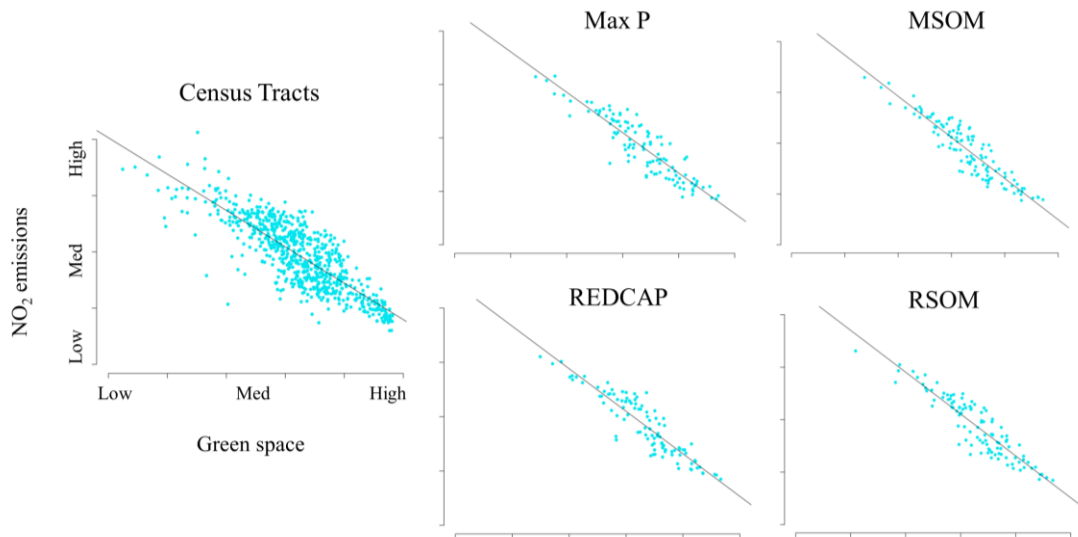 Max P
MSOM
Census Tracts
High
Med
Low
NO₂ emissions
Low Med High
Green space
REDCAP
RSOM